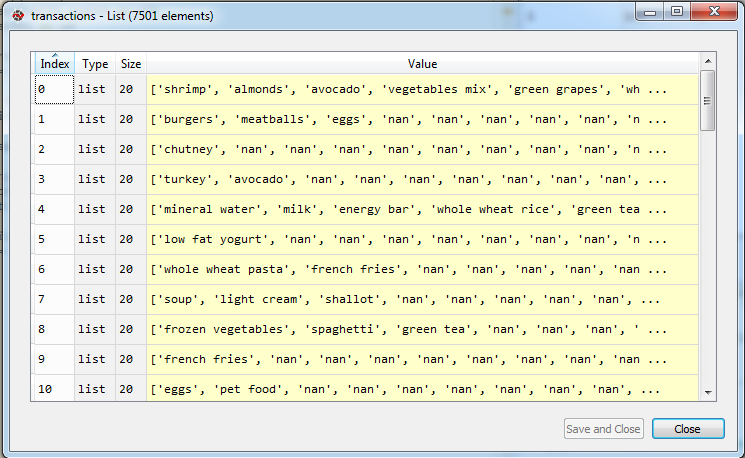 transactions - List (7501 elements)
Index Type Size Value
0 list 20 ['shrimp', 'almonds', 'avocado', 'vegetables mix', 'green grapes', 'wh ...
1 list 20 ['burgers', 'meatballs', 'eggs', 'nan', 'nan', 'nan', 'nan', 'nan', 'n ...
2 list 20 ['chutney', 'nan', 'nan', 'nan', 'nan', 'nan', 'nan', 'nan', 'nan', 'n ...
3 list 20 ['turkey', 'avocado', 'nan', 'nan', 'nan', 'nan', 'nan', 'nan', 'nan', ...
4 list 20 ['mineral water', 'milk', 'energy bar', 'whole wheat rice', 'green tea ...
5 list 20 ['low fat yogurt', 'nan', 'nan', 'nan', 'nan', 'nan', 'nan', 'nan', 'n ...
6 list 20 ['whole wheat pasta', 'french fries', 'nan', 'nan', 'nan', 'nan', 'nan ...
7 list 20 ['soup', 'light cream', 'shallot', 'nan', 'nan', 'nan', 'nan', 'nan', ...
8 list 20 ['frozen vegetables', 'spaghetti', 'green tea', 'nan', 'nan', 'nan', ' ...
9 list 20 ['french fries', 'nan', 'nan', 'nan', 'nan', 'nan', 'nan', 'nan', 'nan ...
10 list 20 ['eggs', 'pet food', 'nan', 'nan', 'nan', 'nan', 'nan', 'nan', 'nan', ...
Save and Close Close